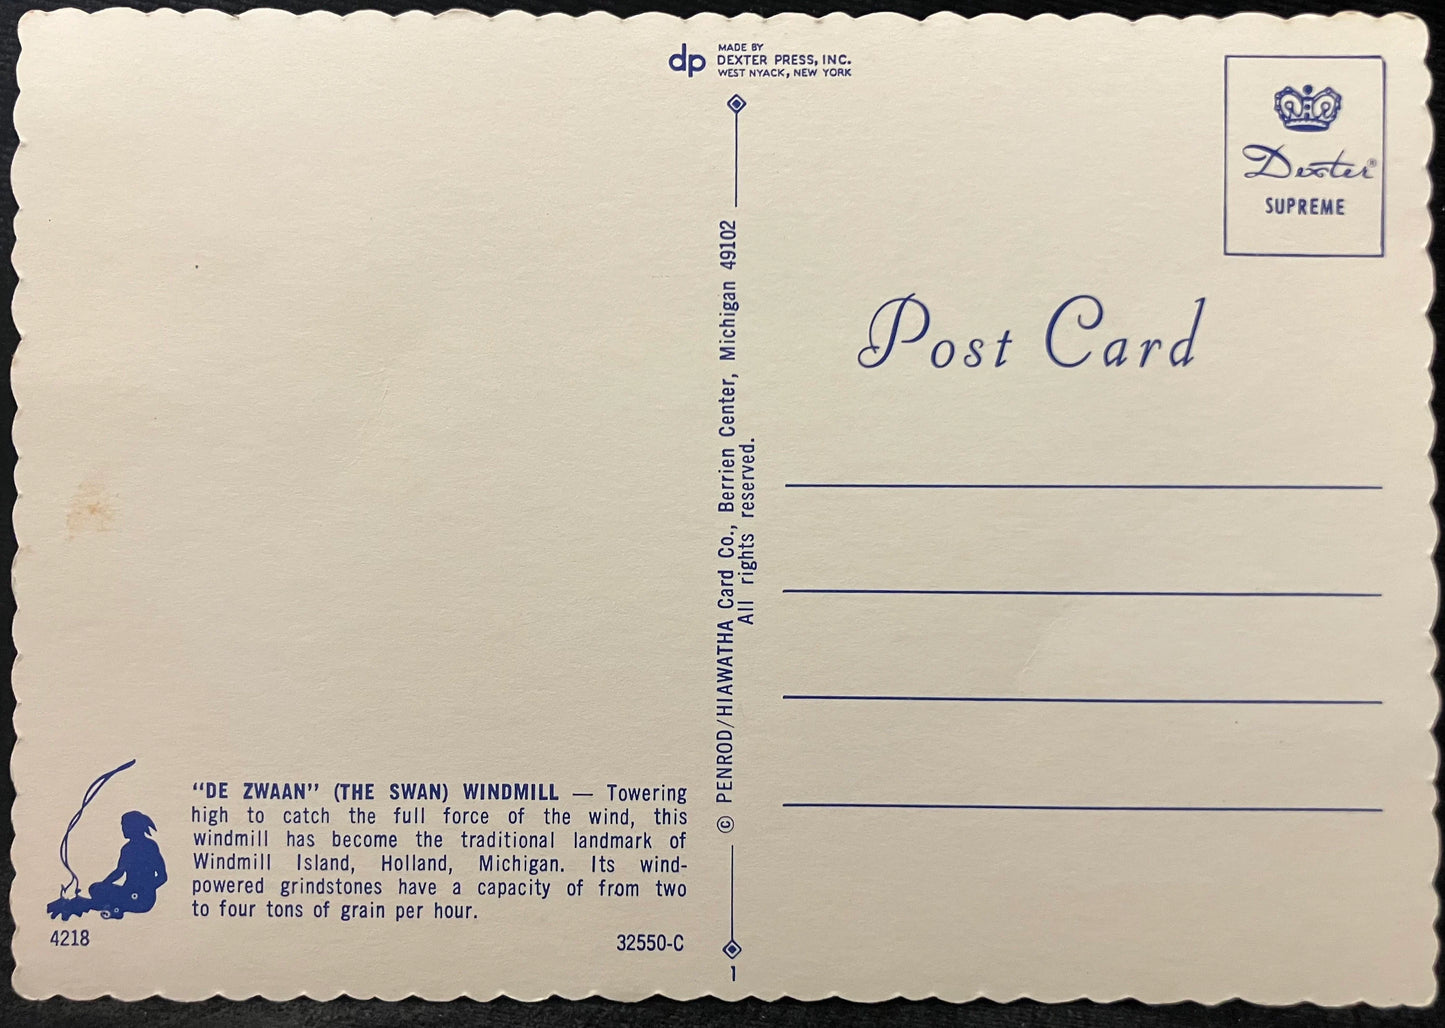 dp
MADE BY
DEXTER PRESS, INC.
WEST NYACK, NEW YORK
Dexter®
SUPREME
Post Card
© PENROD/HIAWATHA Card Co., Berrien Center, Michigan 49102
All rights reserved.
"DE ZWAAN" (THE SWAN) WINDMILL — Towering
high to catch the full force of the wind, this
windmill has become the traditional landmark of
Windmill Island, Holland, Michigan. Its wind-
powered grindstones have a capacity of from two
to four tons of grain per hour.
4218
32550-C
1